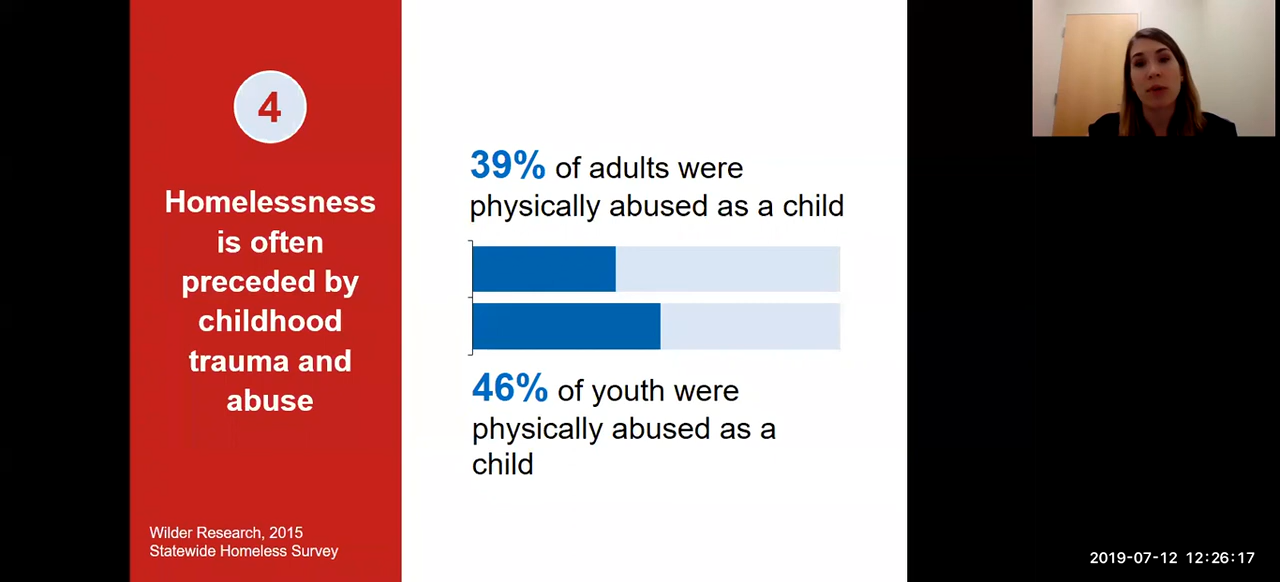 4
Homelessness
is often
preceded by
childhood
trauma and
abuse
Wilder Research, 2015
Statewide Homeless Survey
39% of adults were
physically abused as a child
46% of youth were
physically abused as a
child
2019-07-12 12:26:17